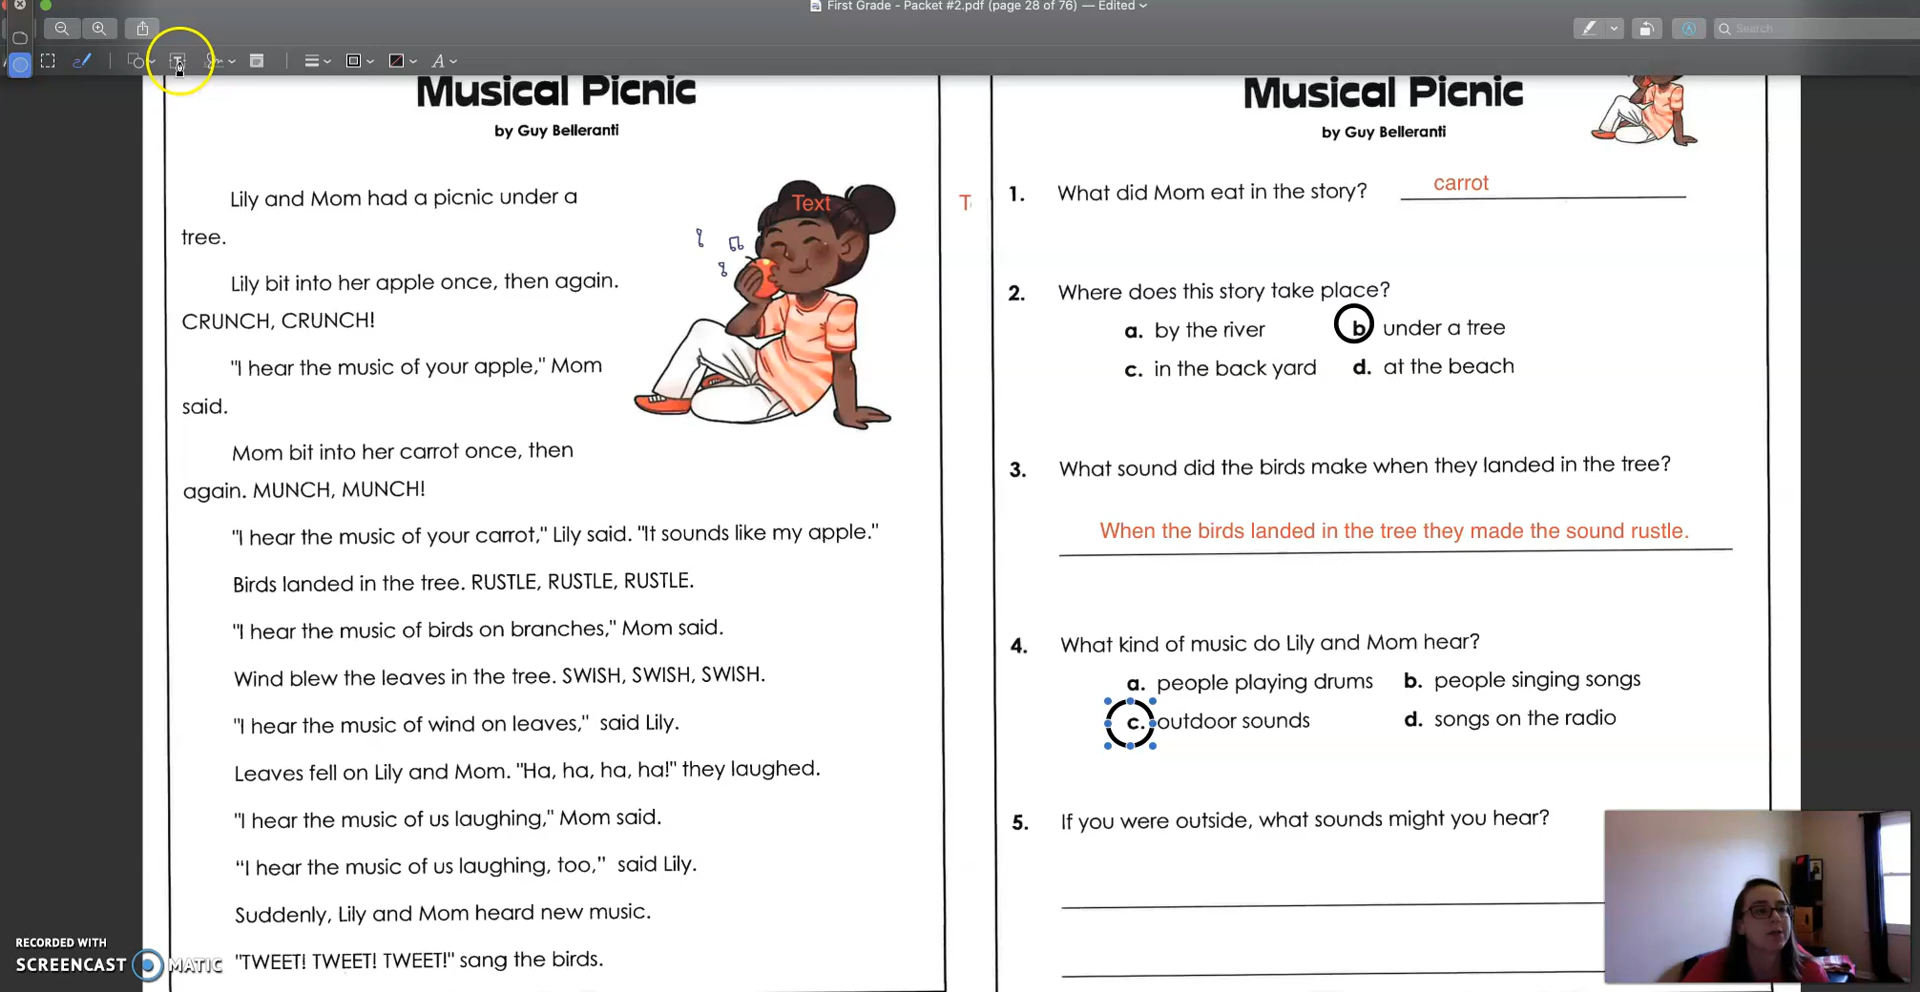 First Grade - Packet #2.pdf (page 28 of 76) — Edited
Search
Musical Picnic
by Guy Belleranti
Lily and Mom had a picnic under a
tree.
Lily bit into her apple once, then again.
CRUNCH, CRUNCH!
"I hear the music of your apple," Mom
said.
Mom bit into her carrot once, then
again. MUNCH, MUNCH!
"I hear the music of your carrot," Lily said. "It sounds like my apple."
Birds landed in the tree. RUSTLE, RUSTLE, RUSTLE.
"I hear the music of birds on branches," Mom said.
Wind blew the leaves in the tree. SWISH, SWISH, SWISH.
"I hear the music of wind on leaves," said Lily.
Leaves fell on Lily and Mom. "Ha, ha, ha, ha!" they laughed.
"I hear the music of us laughing," Mom said.
“I hear the music of us laughing, too,” said Lily.
Suddenly, Lily and Mom heard new music.
"TWEET! TWEET! TWEET!" sang the birds.
Text
Musical Picnic
by Guy Belleranti
1. What did Mom eat in the story? carrot
2. Where does this story take place?
a. by the river b under a tree
c. in the back yard d. at the beach
3. What sound did the birds make when they landed in the tree?
When the birds landed in the tree they made the sound rustle.
4. What kind of music do Lily and Mom hear?
a. people playing drums b. people singing songs
c. outdoor sounds d. songs on the radio
5. If you were outside, what sounds might you hear?
RECORDED WITH
SCREENCAST MATIC